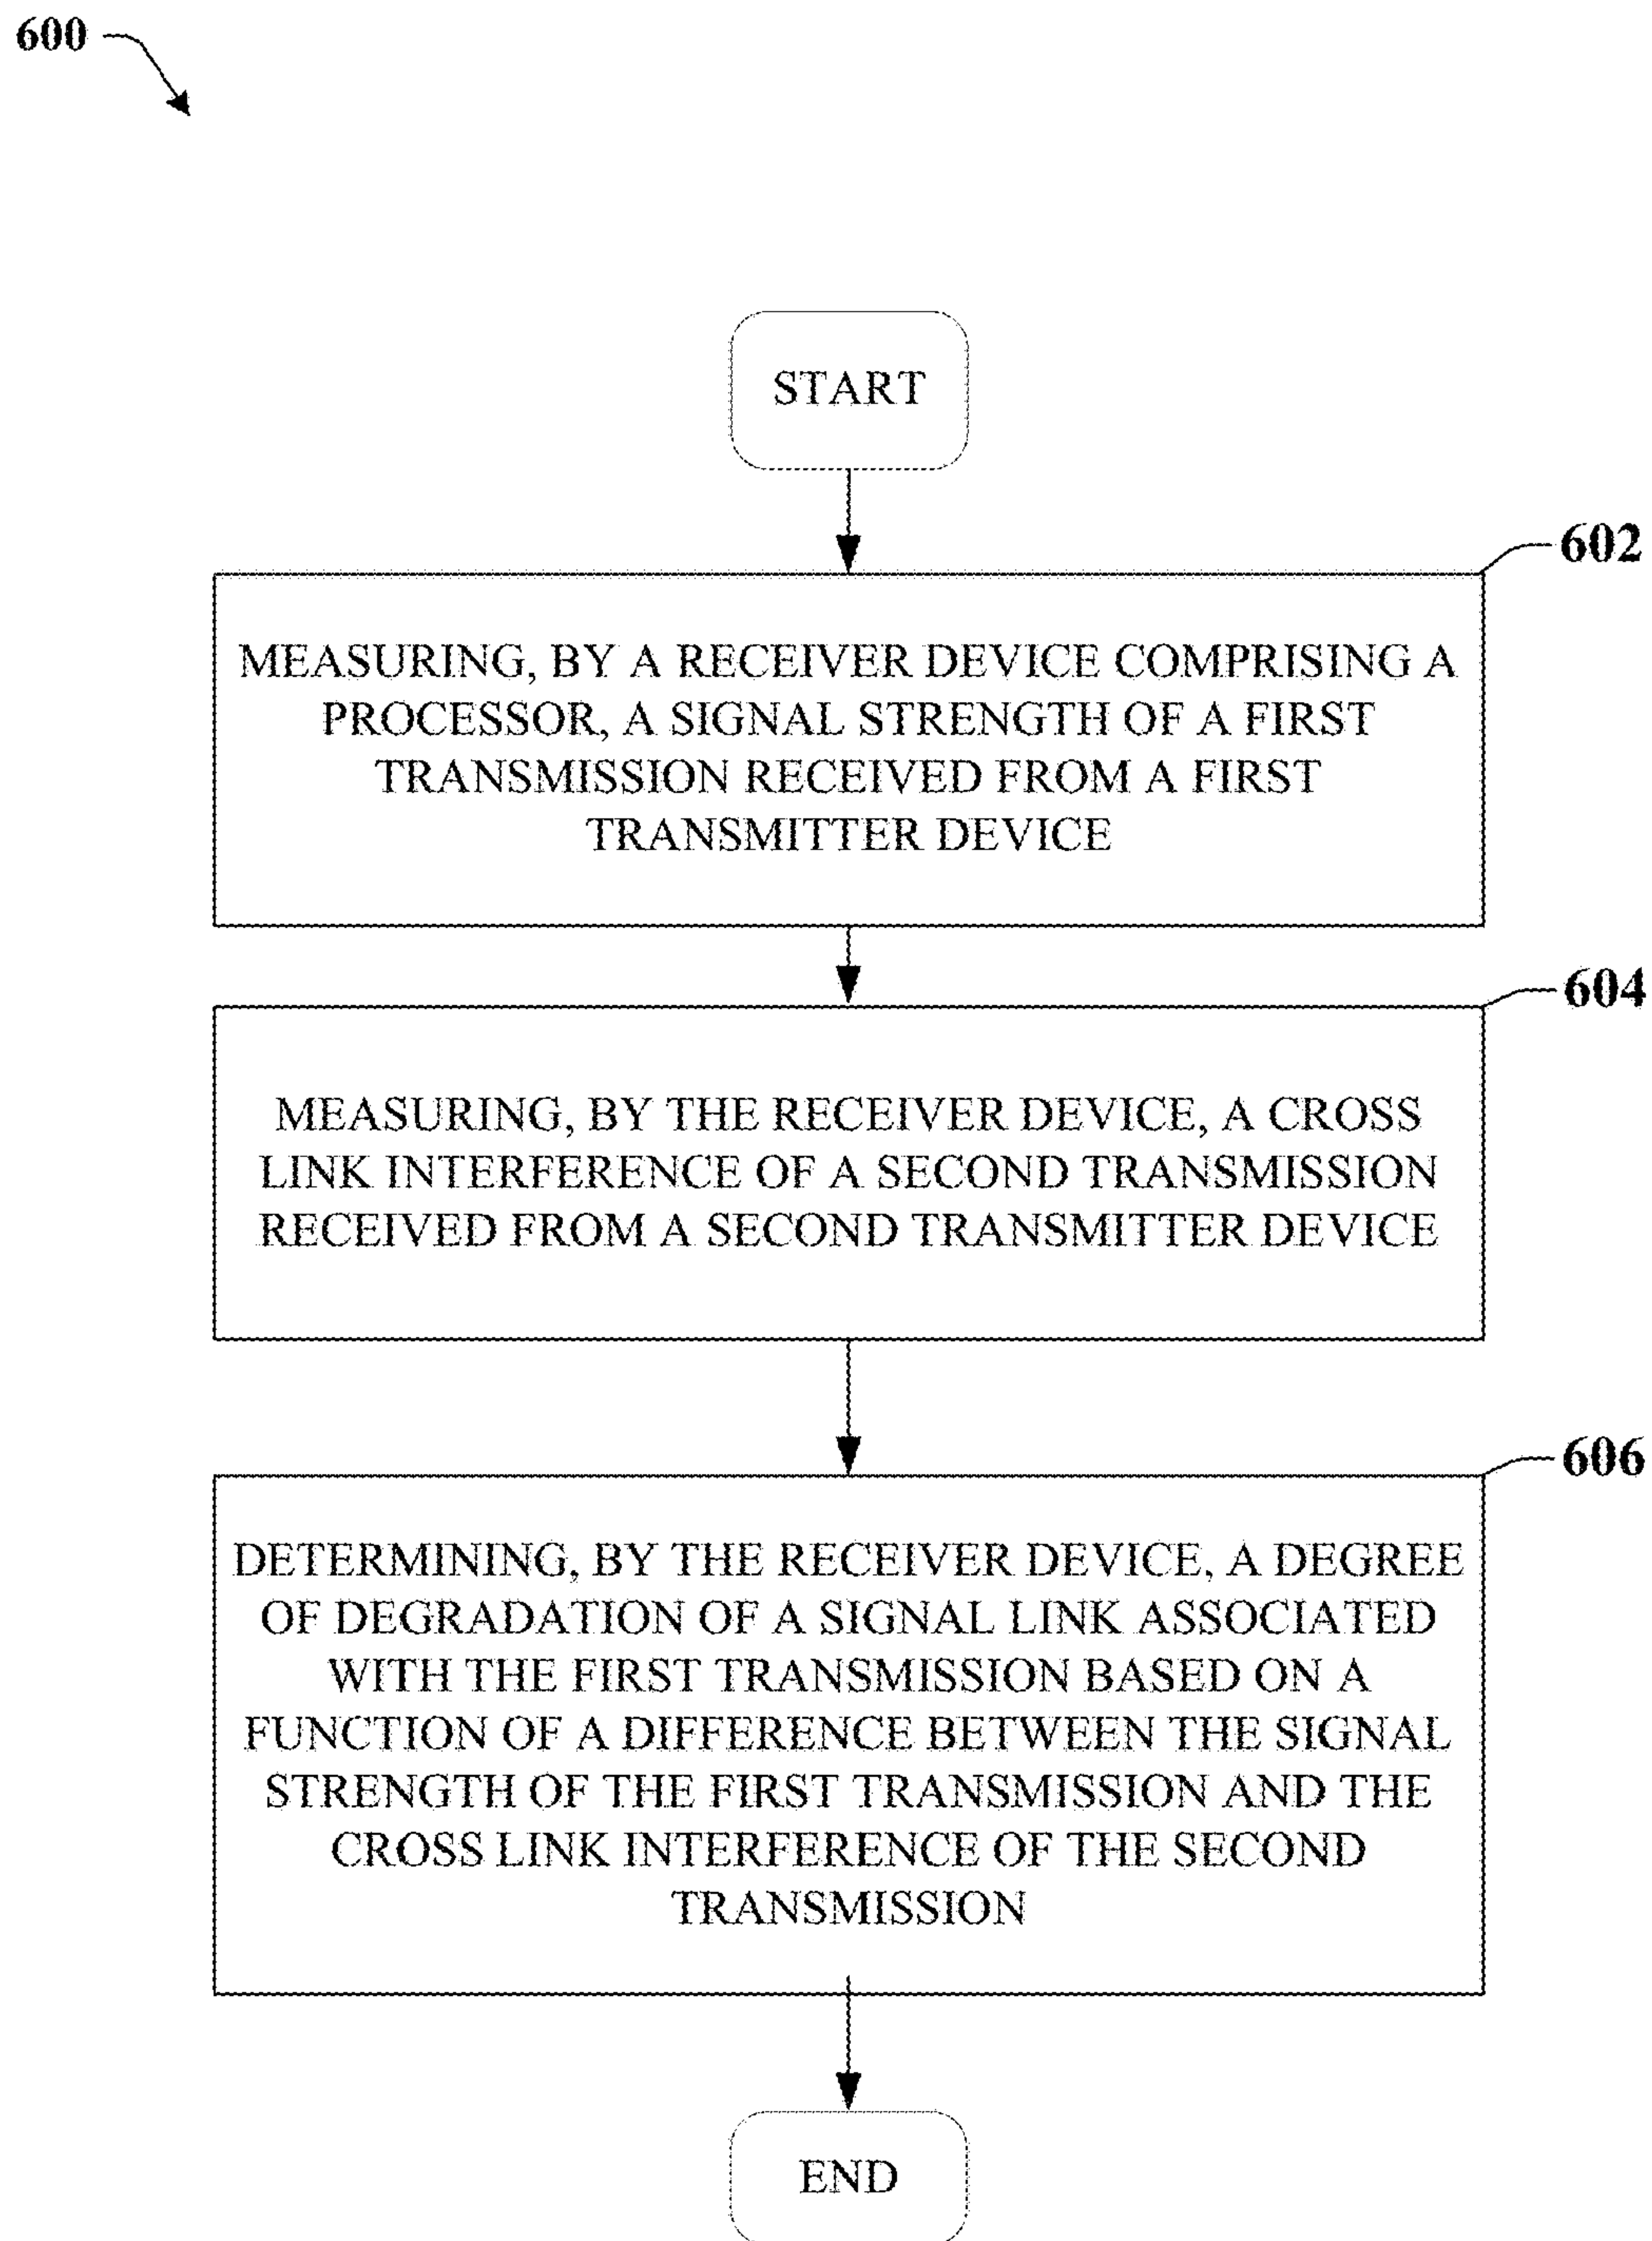 600
START
602
MEASURING, BY A RECEIVER DEVICE COMPRISING A
PROCESSOR, A SIGNAL STRENGTH OF A FIRST
TRANSMISSION RECEIVED FROM A FIRST
TRANSMITTER DEVICE
604
MEASURING, BY THE RECEIVER DEVICE, A CROSS
LINK INTERFERENCE OF A SECOND TRANSMISSION
RECEIVED FROM A SECOND TRANSMITTER DEVICE
606
DETERMINING, BY THE RECEIVER DEVICE, A DEGREE
OF DEGRADATION OF A SIGNAL LINK ASSOCIATED
WITH THE FIRST TRANSMISSION BASED ON A
FUNCTION OF A DIFFERENCE BETWEEN THE SIGNAL
STRENGTH OF THE FIRST TRANSMISSION AND THE
CROSS LINK INTERFERENCE OF THE SECOND
TRANSMISSION
END